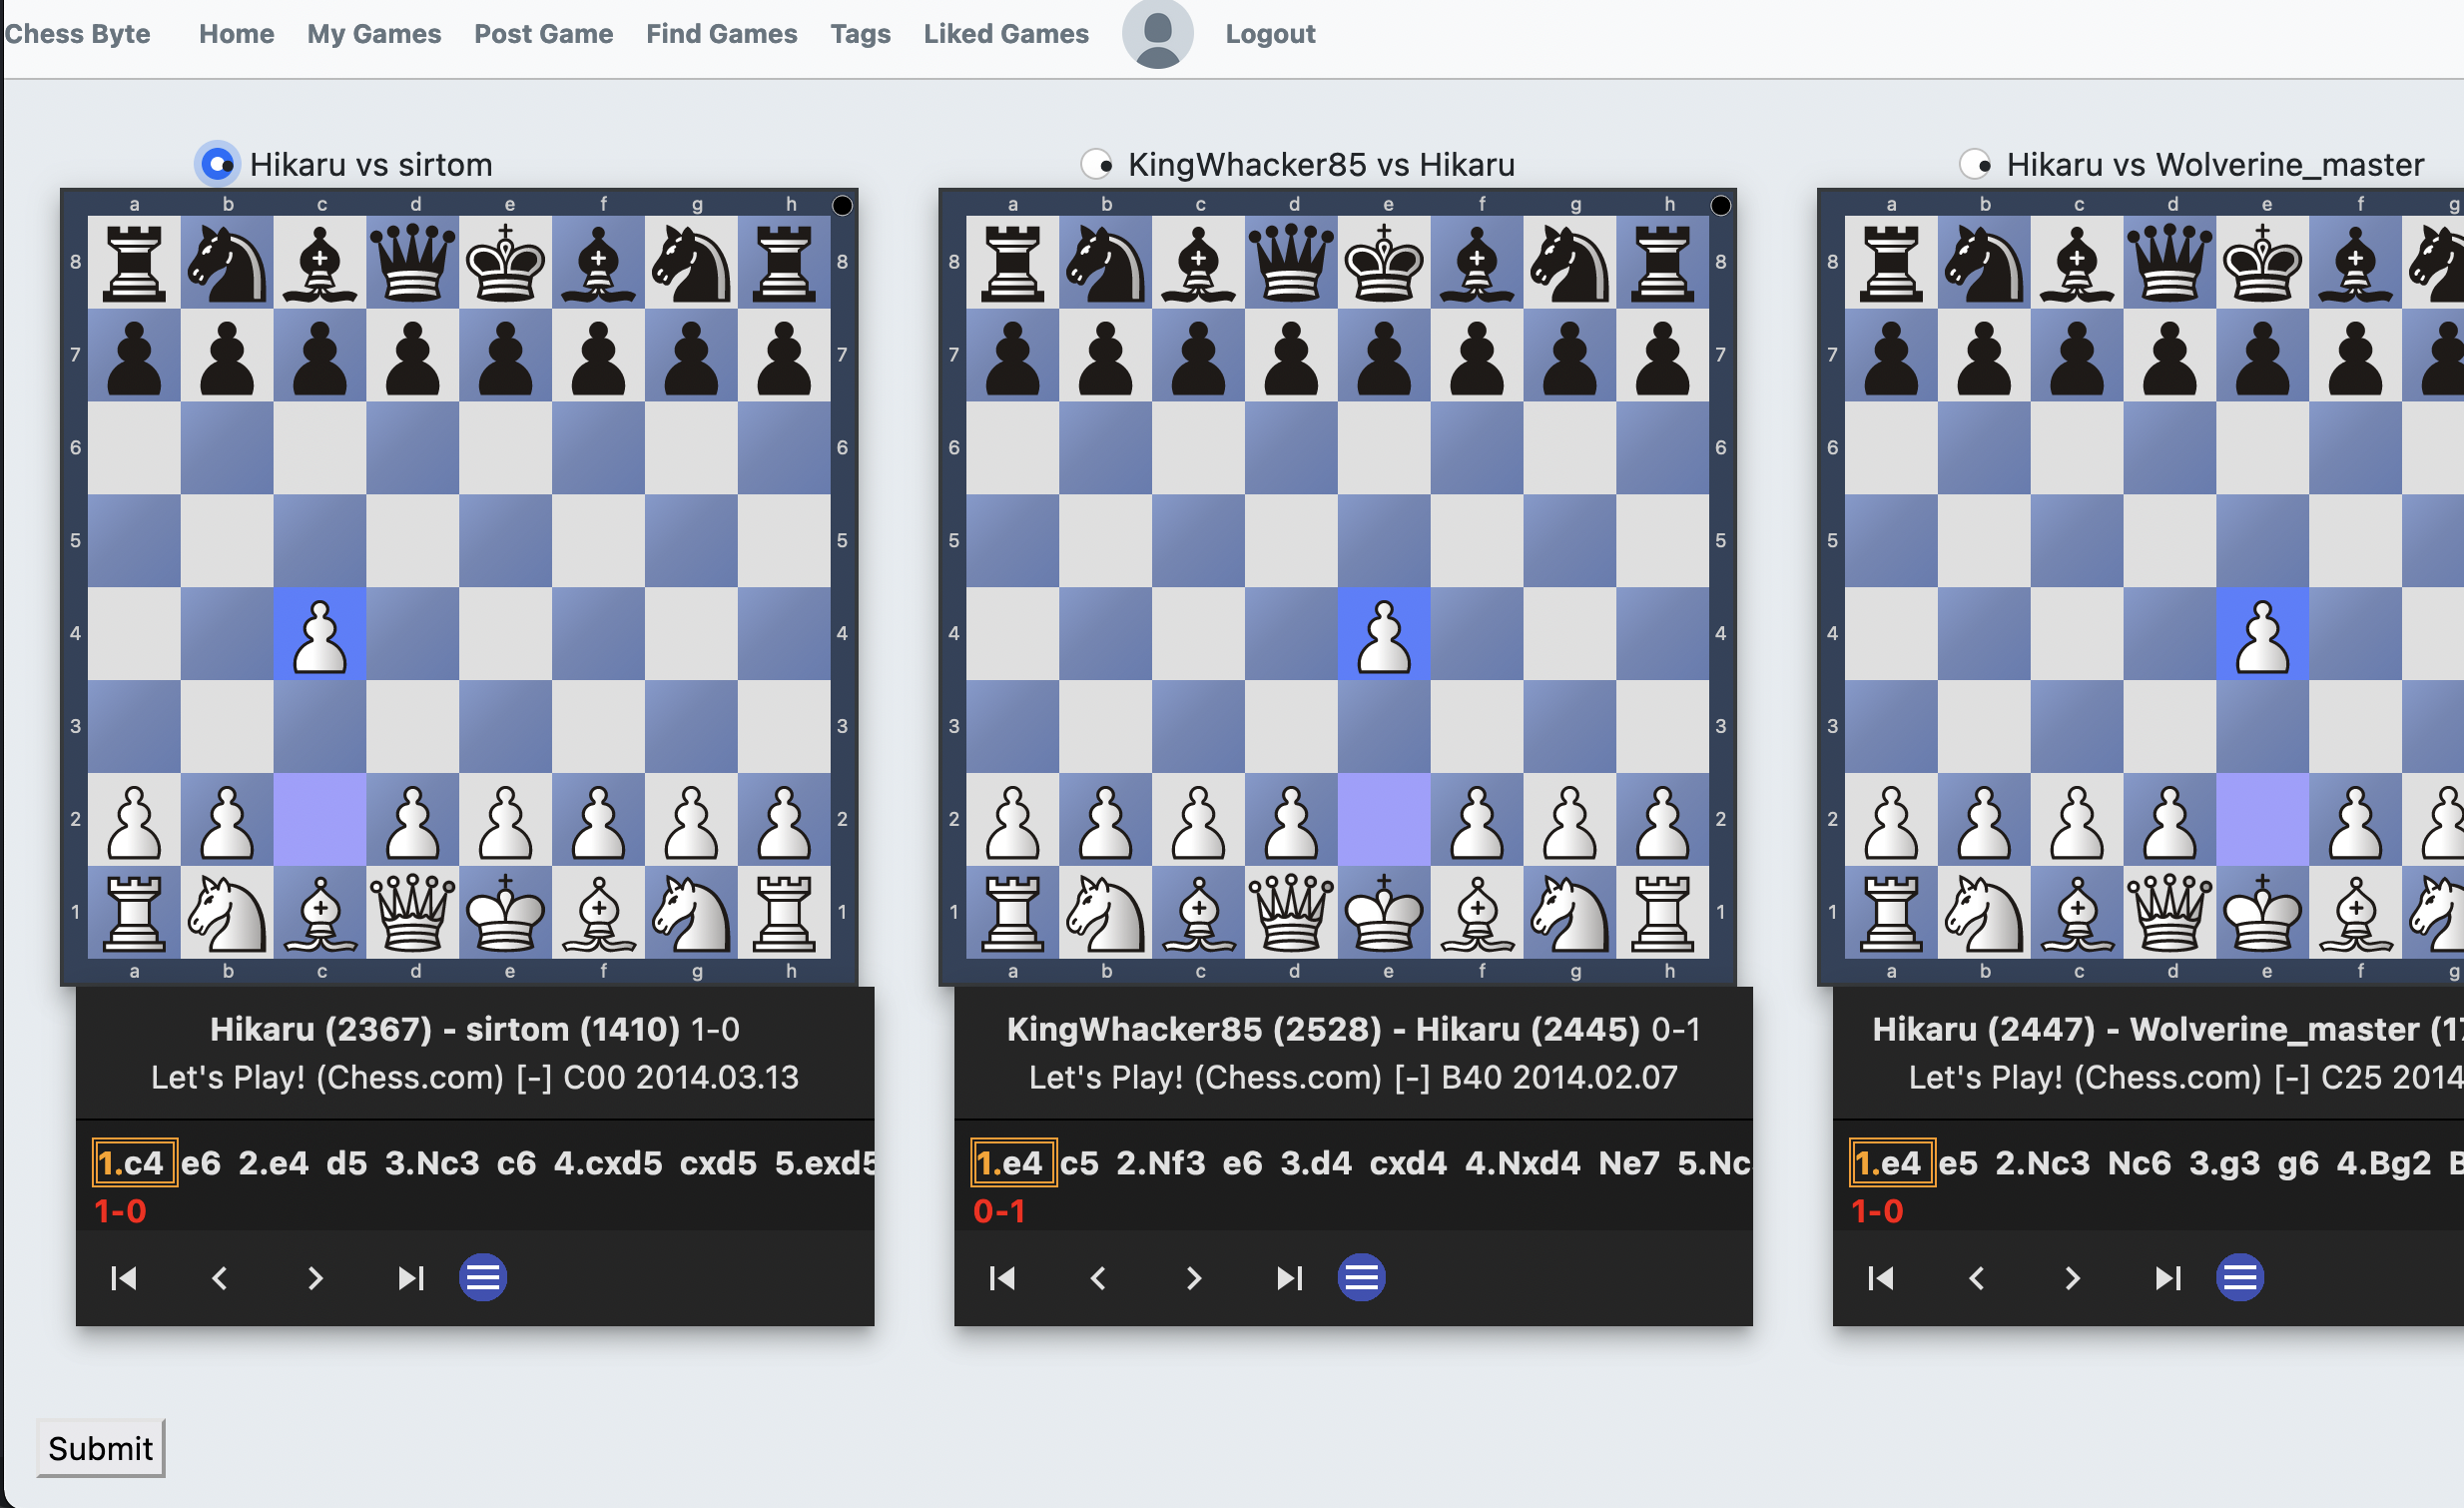 Chess Byte Home My Games Post Game Find Games Tags Liked Games Logout
Hikaru vs sirtom
a b c d e f g h
8 8
7 7
6 6
5 5
4 4
3 3
2 2
1 1
a b c d e f g h
Hikaru (2367) - sirtom (1410) 1-0
Let's Play! (Chess.com) [-] C00 2014.03.13
1.c4 e6 2.e4 d5 3.Nc3 c6 4.cxd5 cxd5 5.exd5
1-0
KingWhacker85 vs Hikaru
a b c d e f g h
8 8
7 7
6 6
5 5
4 4
3 3
2 2
1 1
a b c d e f g h
KingWhacker85 (2528) - Hikaru (2445) 0-1
Let's Play! (Chess.com) [-] B40 2014.02.07
1.e4 c5 2.Nf3 e6 3.d4 cxd4 4.Nxd4 Ne7 5.Nc
0-1
Hikaru vs Wolverine_master
a b c d e f g
8
7
6
5
4
3
2
1
a b c d e f g
Hikaru (2447) - Wolverine_master (17
Let's Play! (Chess.com) [-] C25 2014
1.e4 e5 2.Nc3 Nc6 3.g3 g6 4.Bg2 B
1-0
Submit